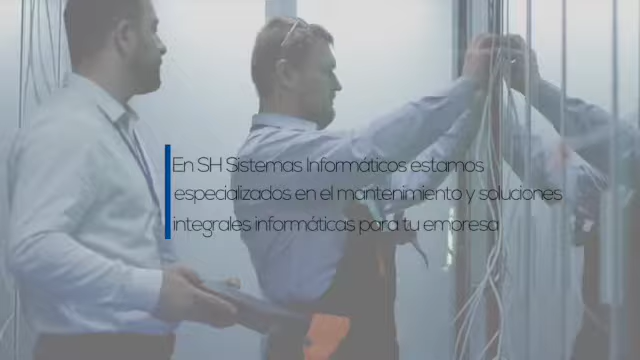 En SH Sistemas Informáticos estamos
especializados en el mantenimiento y soluciones
integrales informáticas para tu empresa